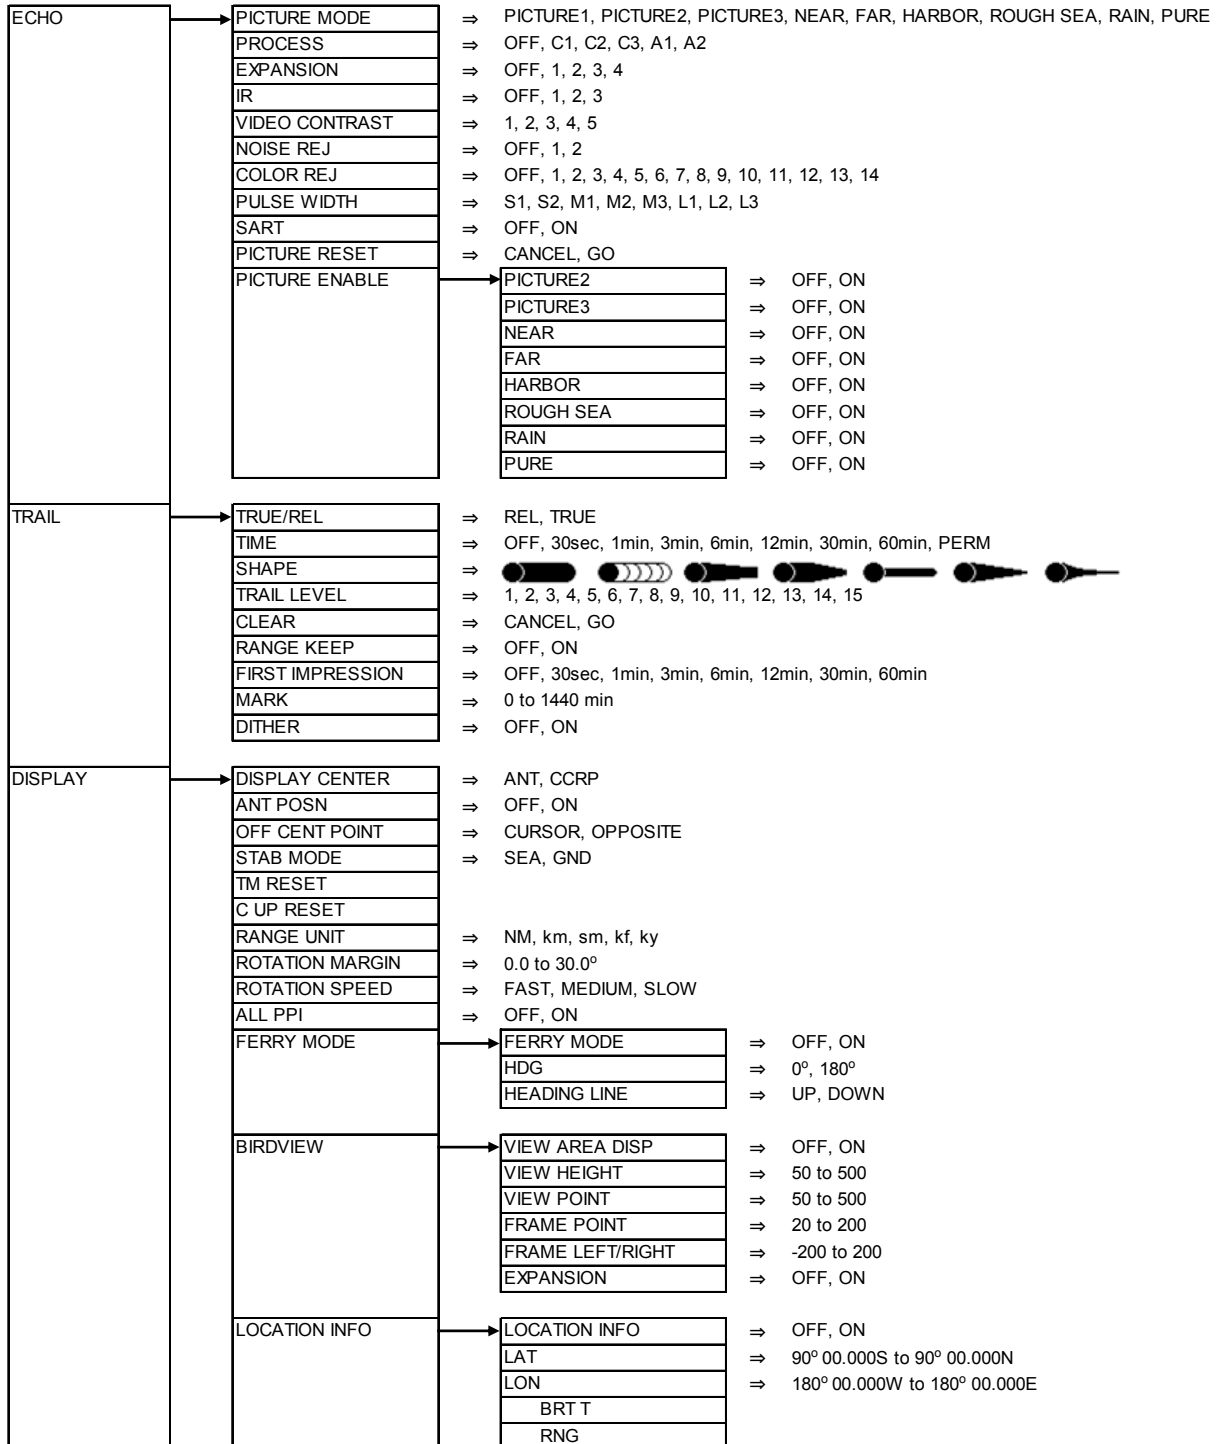 ECHO PICTURE MODE ⇒ PICTURE1, PICTURE2, PICTURE3, NEAR, FAR, HARBOR, ROUGH SEA, RAIN, PURE
PROCESS ⇒ OFF, C1, C2, C3, A1, A2
EXPANSION ⇒ OFF, 1, 2, 3, 4
IR ⇒ OFF, 1, 2, 3
VIDEO CONTRAST ⇒ 1, 2, 3, 4, 5
NOISE REJ ⇒ OFF, 1, 2
COLOR REJ ⇒ OFF, 1, 2, 3, 4, 5, 6, 7, 8, 9, 10, 11, 12, 13, 14
PULSE WIDTH ⇒ S1, S2, M1, M2, M3, L1, L2, L3
SART ⇒ OFF, ON
PICTURE RESET ⇒ CANCEL, GO
PICTURE ENABLE PICTURE2 ⇒ OFF, ON
PICTURE3 ⇒ OFF, ON
NEAR ⇒ OFF, ON
FAR ⇒ OFF, ON
HARBOR ⇒ OFF, ON
ROUGH SEA ⇒ OFF, ON
RAIN ⇒ OFF, ON
PURE ⇒ OFF, ON
TRAIL TRUE/REL ⇒ REL, TRUE
TIME ⇒ OFF, 30sec, 1min, 3min, 6min, 12min, 30min, 60min, PERM
SHAPE ⇒
TRAIL LEVEL ⇒ 1, 2, 3, 4, 5, 6, 7, 8, 9, 10, 11, 12, 13, 14, 15
CLEAR ⇒ CANCEL, GO
RANGE KEEP ⇒ OFF, ON
FIRST IMPRESSION ⇒ OFF, 30sec, 1min, 3min, 6min, 12min, 30min, 60min
MARK ⇒ 0 to 1440 min
DITHER ⇒ OFF, ON
DISPLAY DISPLAY CENTER ⇒ ANT, CCRP
ANT POSN ⇒ OFF, ON
OFF CENT POINT ⇒ CURSOR, OPPOSITE
STAB MODE ⇒ SEA, GND
TM RESET
C UP RESET
RANGE UNIT ⇒ NM, km, sm, kf, ky
ROTATION MARGIN ⇒ 0.0 to 30.0°
ROTATION SPEED ⇒ FAST, MEDIUM, SLOW
ALL PPI ⇒ OFF, ON
FERRY MODE FERRY MODE ⇒ OFF, ON
HDG ⇒ 0°, 180°
HEADING LINE ⇒ UP, DOWN
BIRDVIEW VIEW AREA DISP ⇒ OFF, ON
VIEW HEIGHT ⇒ 50 to 500
VIEW POINT ⇒ 50 to 500
FRAME POINT ⇒ 20 to 200
FRAME LEFT/RIGHT ⇒ -200 to 200
EXPANSION ⇒ OFF, ON
LOCATION INFO LOCATION INFO ⇒ OFF, ON
LAT ⇒ 90° 00.000S to 90° 00.000N
LON ⇒ 180° 00.000W to 180° 00.000E
BRT T
RNG